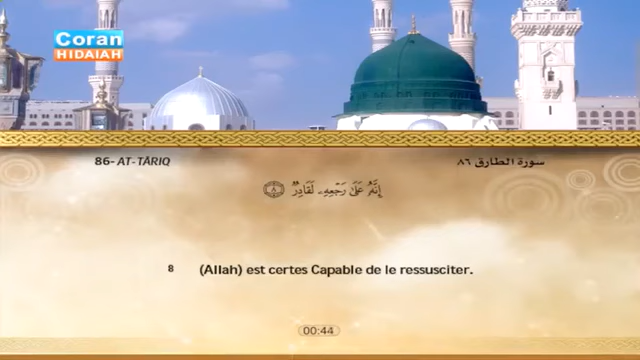 Coran
HIDAIAH
86- AT-TÂRIQ
سورة الطارق ٨٦
إِنَّهُۥ عَلَىٰ رَجْعِهِۦ لَقَادِرٌ ٨
8 (Allah) est certes Capable de le ressusciter.
00:44